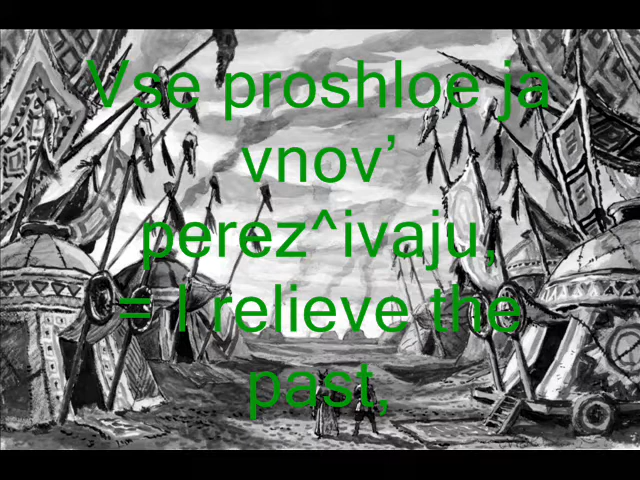 Vse proshloe ja
vnov’
perez^ivaju,
= I relieve the
past,